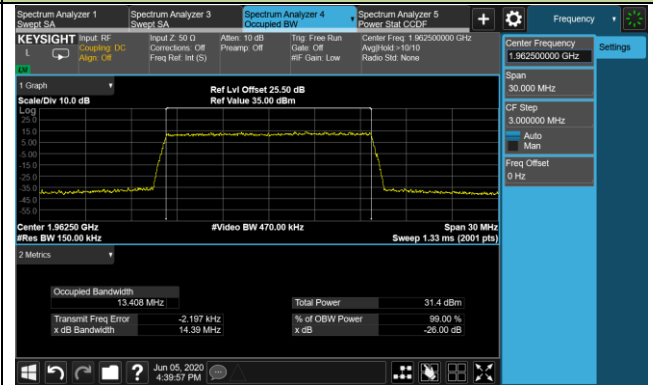 Spectrum Analyzer 1
Swept SA
Spectrum Analyzer 3
Swept SA
Spectrum Analyzer 4
Occupied BW
Spectrum Analyzer 5
Power Stat CCDF
Frequency
KEYSIGHT
L
Input: RF
Coupling: DC
Align: Off
Input Z: 50 Ω
Corrections: Off
Freq Ref: Int (S)
Atten: 10 dB
Preamp: Off
Trig: Free Run
Gate: Off
#IF Gain: Low
Center Freq: 1.962500000 GHz
Avg|Hold:>10/10
Radio Std: None
Center Frequency
1.962500000 GHz
Settings
Span
30.000 MHz
CF Step
3.000000 MHz
Auto
Man
Freq Offset
0 Hz
1 Graph
Scale/Div 10.0 dB
Ref Lvl Offset 25.50 dB
Ref Value 35.00 dBm
Log
25.0
15.0
5.00
-5.00
-15.0
-25.0
-35.0
-45.0
-55.0
Center 1.96250 GHz
#Res BW 150.00 kHz
#Video BW 470.00 kHz
Span 30 MHz
Sweep 1.33 ms (2001 pts)
2 Metrics
Occupied Bandwidth
13.408 MHz
Total Power 31.4 dBm
Transmit Freq Error -2.197 kHz
% of OBW Power 99.00 %
x dB Bandwidth 14.39 MHz
x dB -26.00 dB
Jun 05, 2020
4:39:57 PM